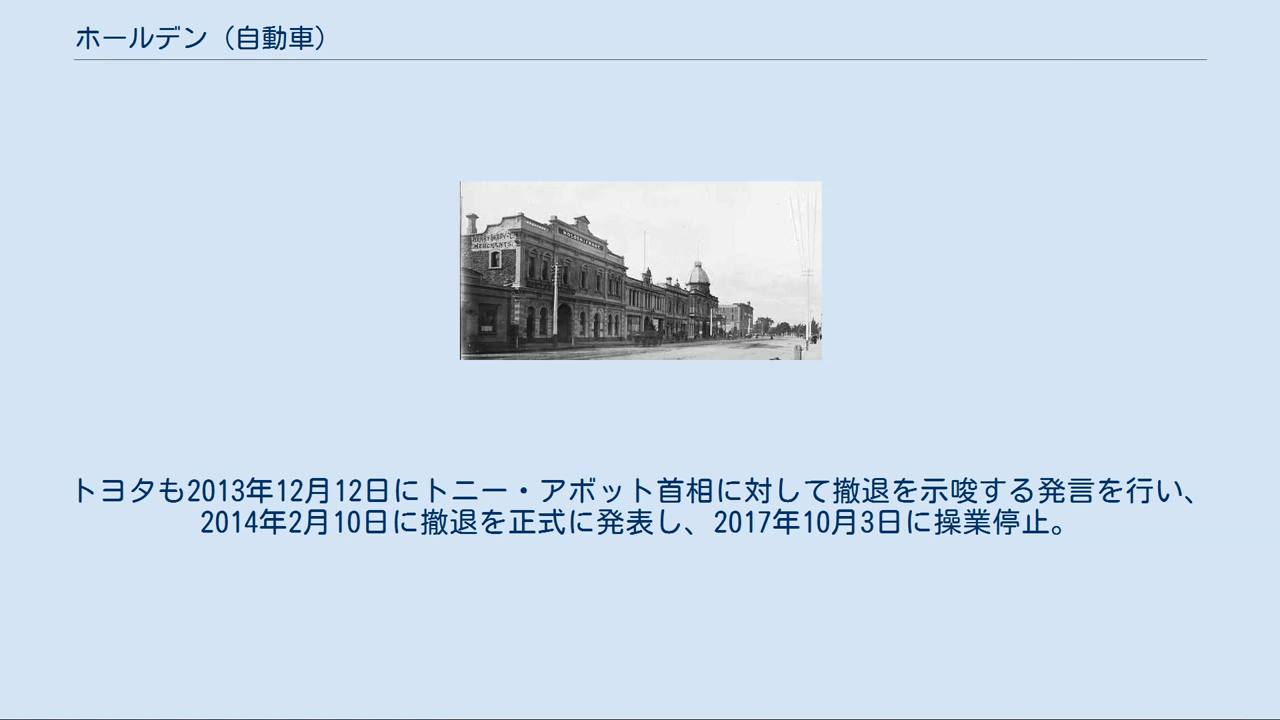 ホールデン（自動車）
HOLDEN & FROST
MERCHANTS.
トヨタも2013年12月12日にトニー・アボット首相に対して撤退を示唆する発言を行い、
2014年2月10日に撤退を正式に発表し、2017年10月3日に操業停止。